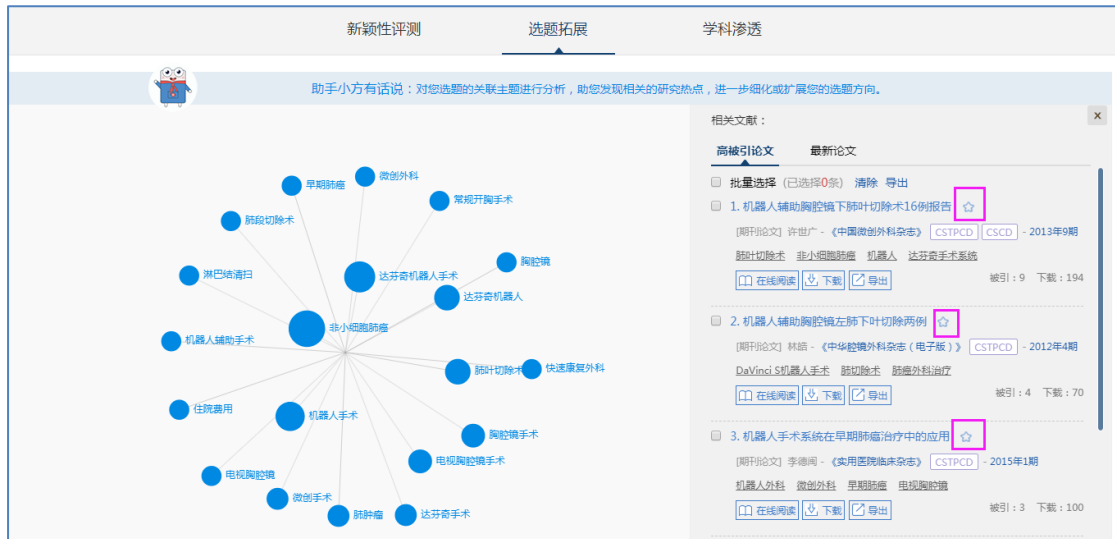 新颖性评测 选题拓展 学科渗透
助手小方有话说：对您选题的关联主题进行分析，助您发现相关的研究热点，进一步细化或扩展您的选题方向。
微创外科
早期肺癌
常规开胸手术
肺段切除术
胸腔镜
淋巴结清扫
达芬奇机器人手术
达芬奇机器人
非小细胞肺癌
机器人辅助手术
肺叶切除术
快速康复外科
住院费用
机器人手术
胸腔镜手术
电视胸腔镜手术
电视胸腔镜
微创手术
肺肿瘤
达芬奇手术
相关文献：
x
高被引论文 最新论文
批量选择 (已选择0条) 清除 导出
1. 机器人辅助胸腔镜下肺叶切除术16例报告
[期刊论文] 许世广 - 《中国微创外科杂志》 CSTPCD CSCD - 2013年9期
肺叶切除术 非小细胞肺癌 机器人 达芬奇手术系统
在线阅读 下载 导出 被引：9 下载：194
2. 机器人辅助胸腔镜左肺下叶切除两例
[期刊论文] 林皓 - 《中华腔镜外科杂志（电子版）》 CSTPCD - 2012年4期
DaVinci S机器人手术 肺切除术 肺癌外科治疗
在线阅读 下载 导出 被引：4 下载：70
3. 机器人手术系统在早期肺癌治疗中的应用
[期刊论文] 李德闽 - 《实用医院临床杂志》 CSTPCD - 2015年1期
机器人外科 微创外科 早期肺癌 电视胸腔镜
在线阅读 下载 导出 被引：3 下载：100